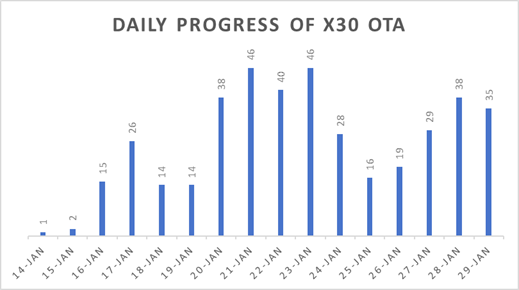 DAILY PROGRESS OF X30 OTA
1
2
15
26
14
14
38
46
40
46
28
16
19
29
38
35
14-JAN
15-JAN
16-JAN
17-JAN
18-JAN
19-JAN
20-JAN
21-JAN
22-JAN
23-JAN
24-JAN
25-JAN
26-JAN
27-JAN
28-JAN
29-JAN